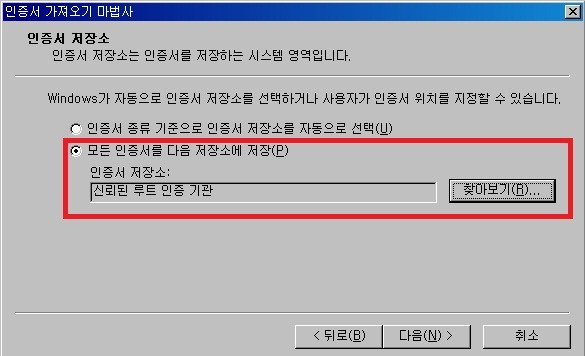 인증서 가져오기 마법사
인증서 저장소
인증서 저장소는 인증서를 저장하는 시스템 영역입니다.
Windows가 자동으로 인증서 저장소를 선택하거나 사용자가 인증서 위치를 지정할 수 있습니다.
인증서 종류 기준으로 인증서 저장소를 자동으로 선택(U)
모든 인증서를 다음 저장소에 저장(P)
인증서 저장소:
신뢰된 루트 인증 기관
찾아보기(R)...
< 뒤로(B)
다음(N) >
취소